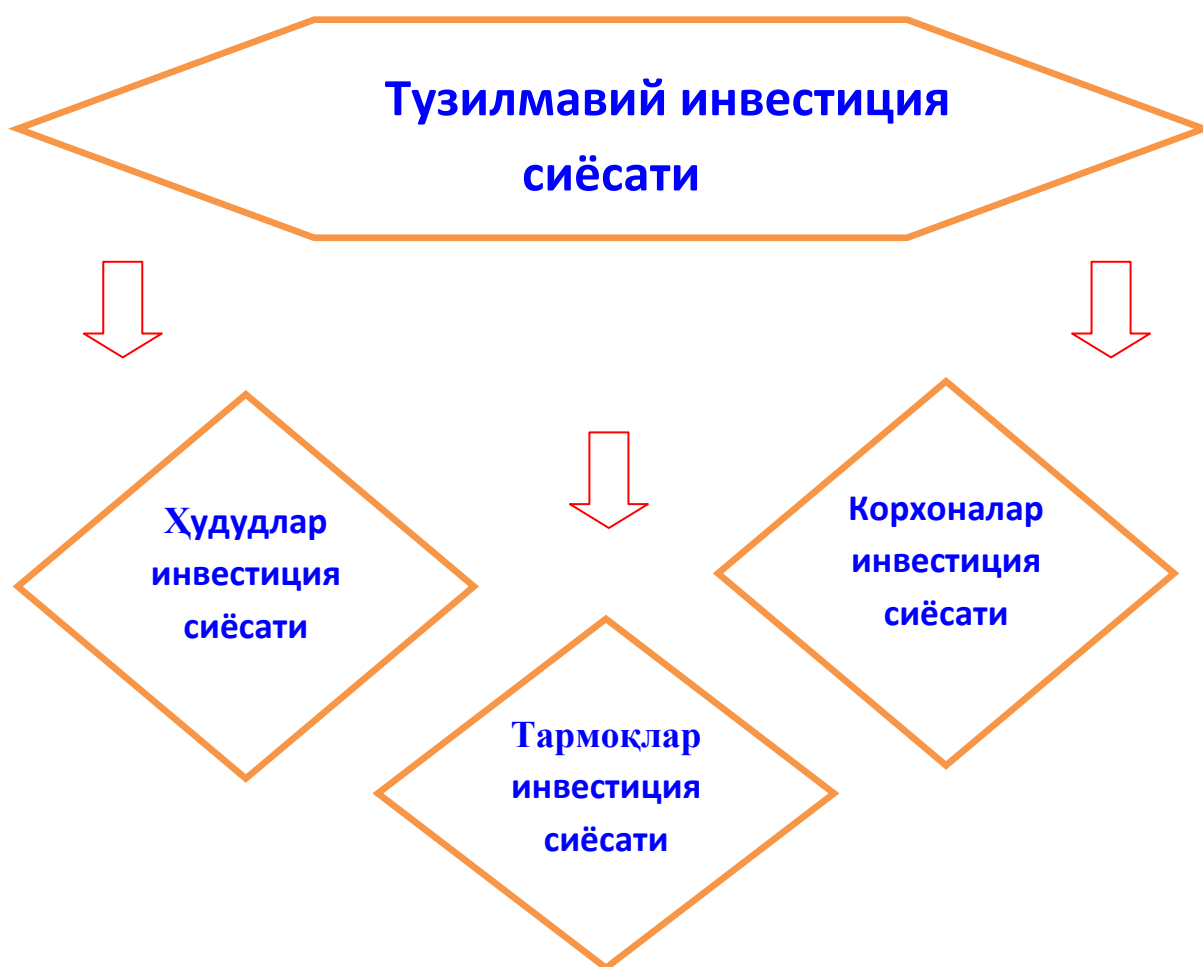 Тузилмавий инвестиция
сиёсати
Ҳудудлар
инвестиция
сиёсати
Тармоқлар
инвестиция
сиёсати
Корхоналар
инвестиция
сиёсати